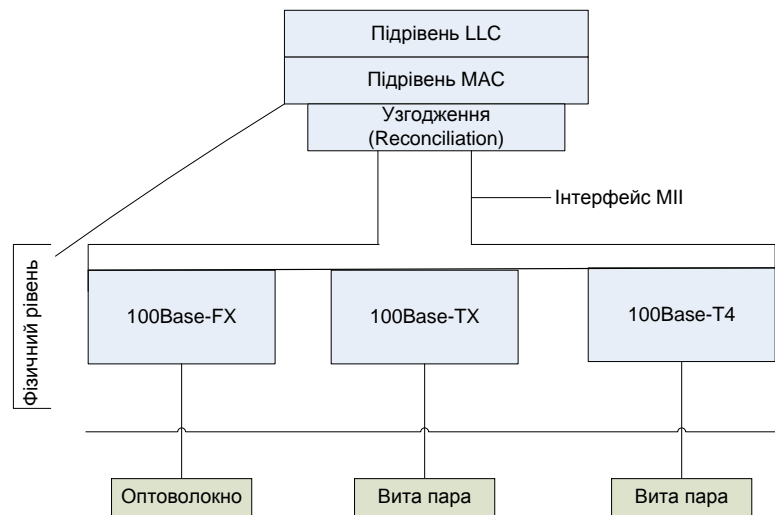 Підрівень LLC
Підрівень MAC
Узгодження
(Reconciliation)
Інтерфейс MII
Фізичний рівень
100Base-FX
100Base-TX
100Base-T4
Оптоволокно
Вита пара
Вита пара